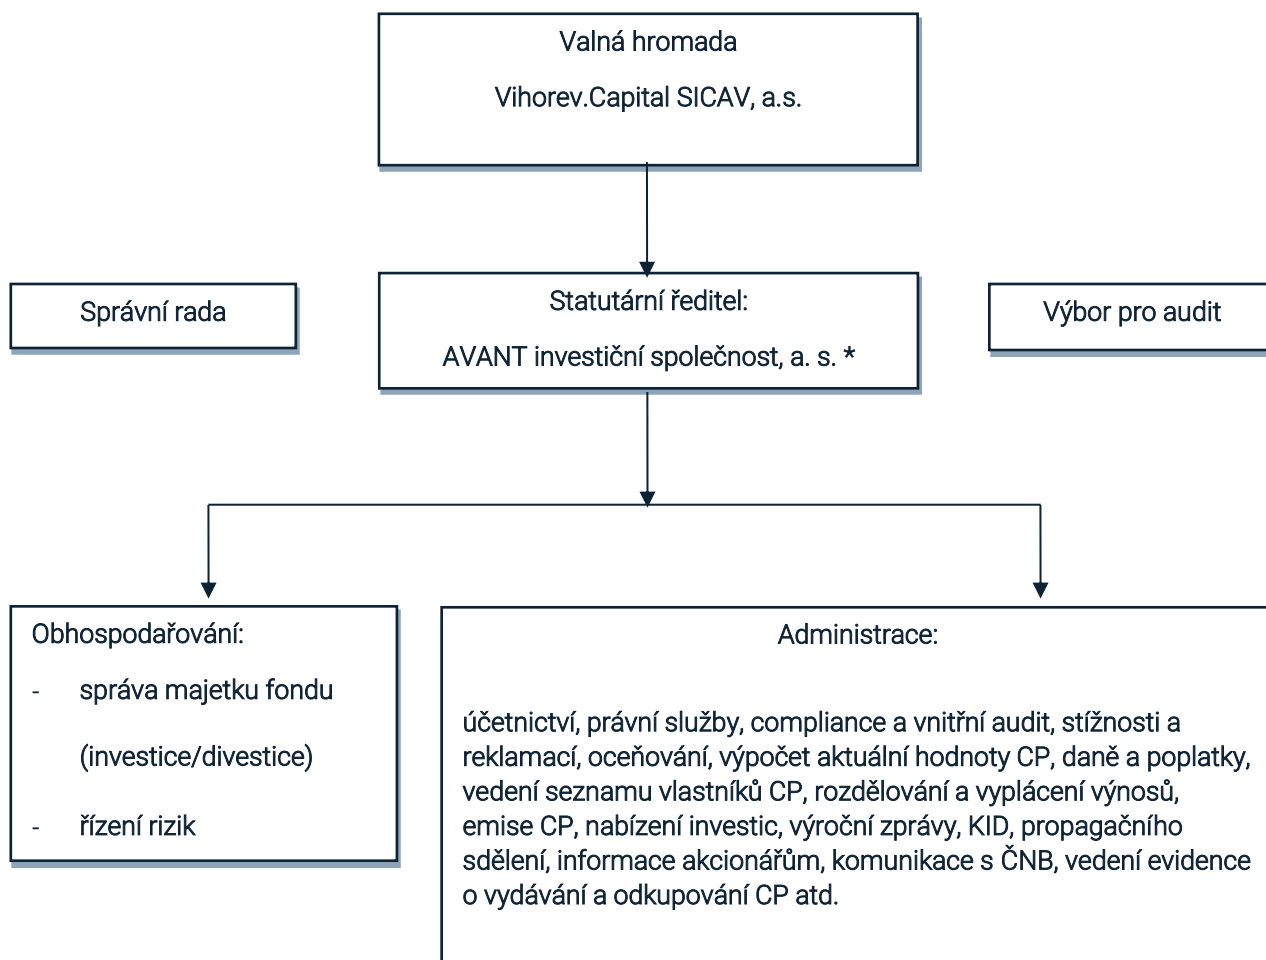 Valná hromada
Vihorev.Capital SICAV, a.s.
Správní rada
Statutární ředitel:
AVANT investiční společnost, a. s. *
Výbor pro audit
Obhospodařování:
- správa majetku fondu
(investice/divestice)
- řízení rizik
Administrace:
účetnictví, právní služby, compliance a vnitřní audit, stížnosti a
reklamací, oceňování, výpočet aktuální hodnoty CP, daně a poplatky,
vedení seznamu vlastníků CP, rozdělování a vyplácení výnosů,
emise CP, nabízení investic, výroční zprávy, KID, propagačního
sdělení, informace akcionářům, komunikace s ČNB, vedení evidence
o vydávání a odkupování CP atd.